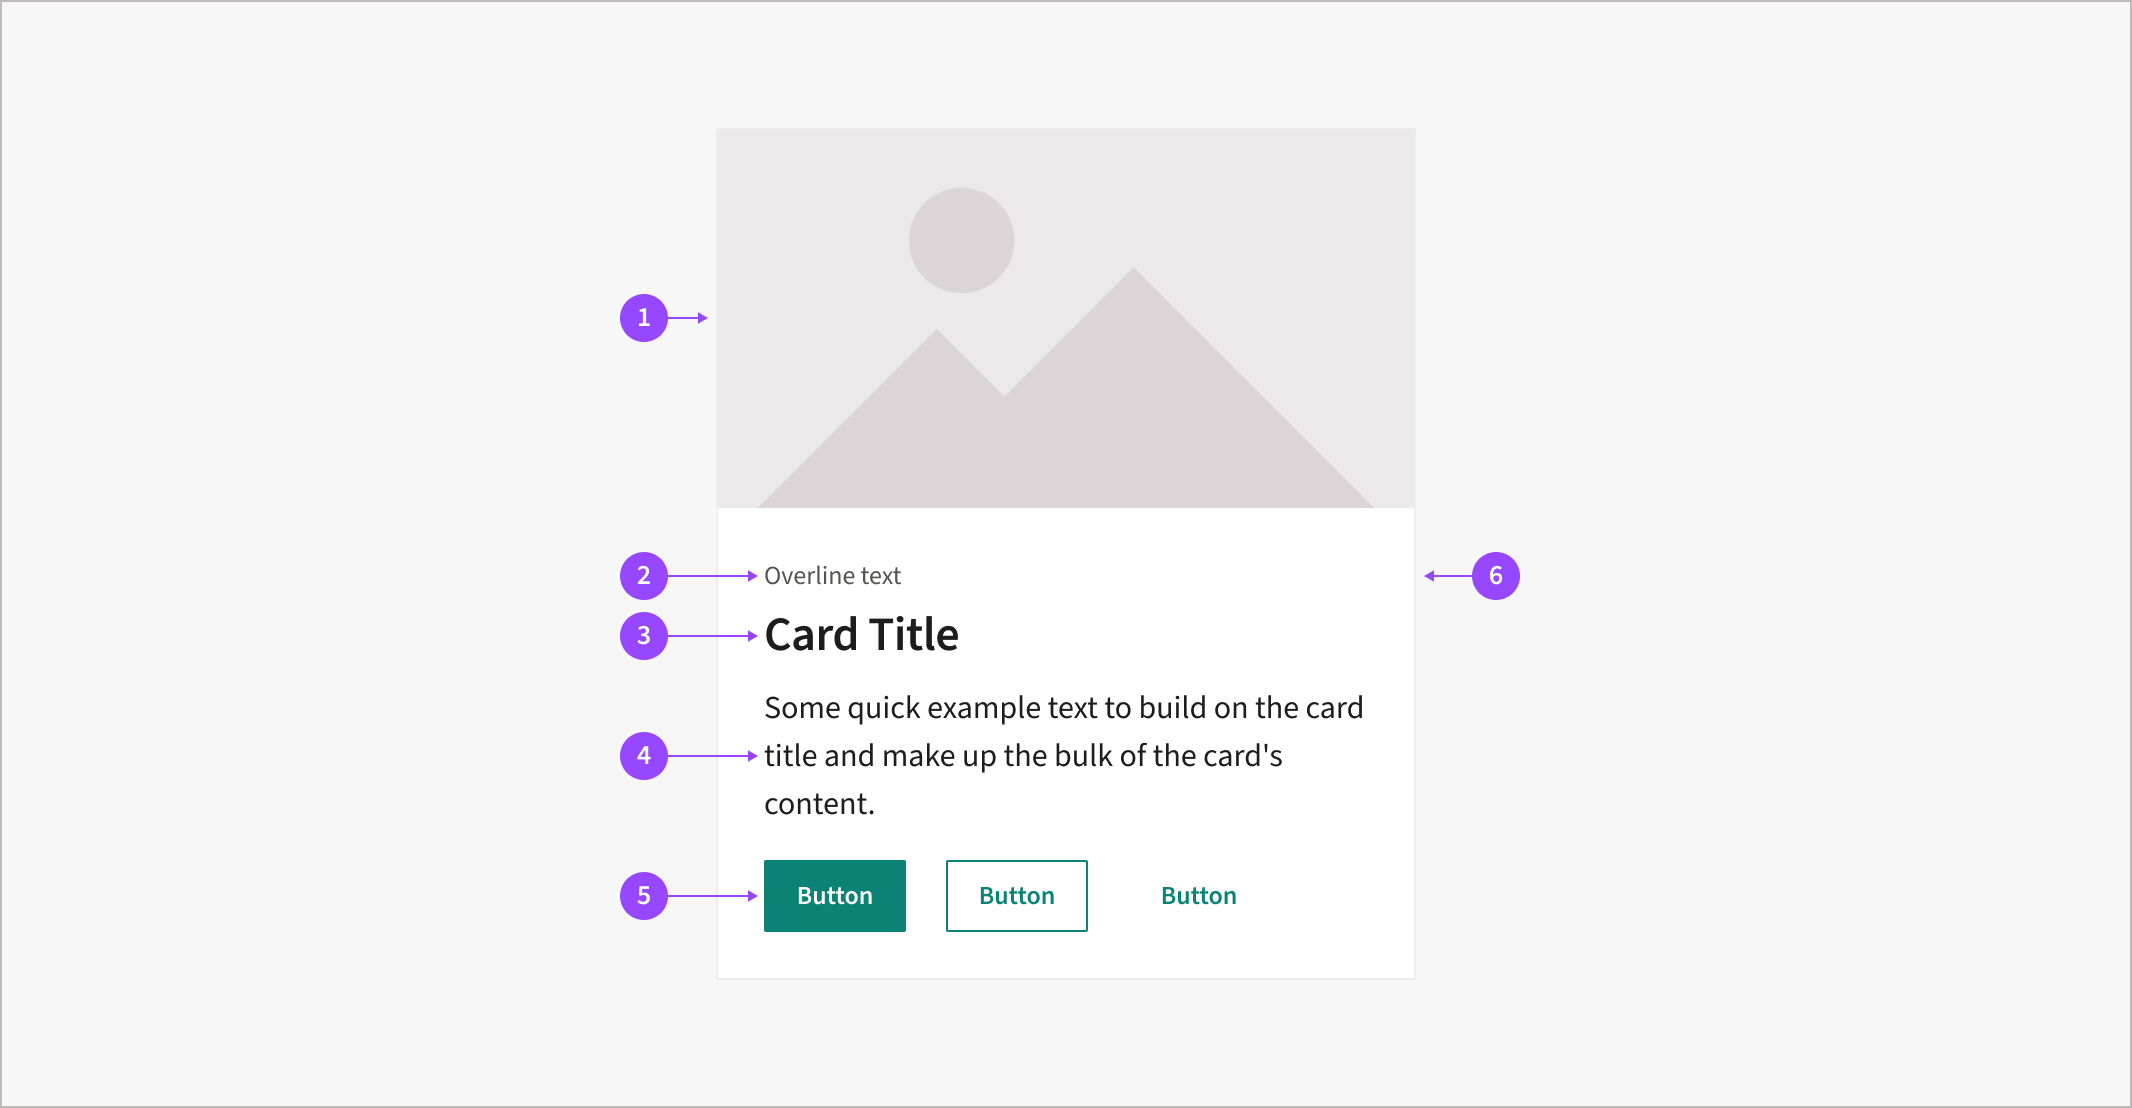 1
2 Overline text 6
3 Card Title
Some quick example text to build on the card
4 title and make up the bulk of the card's
content.
5 Button Button Button